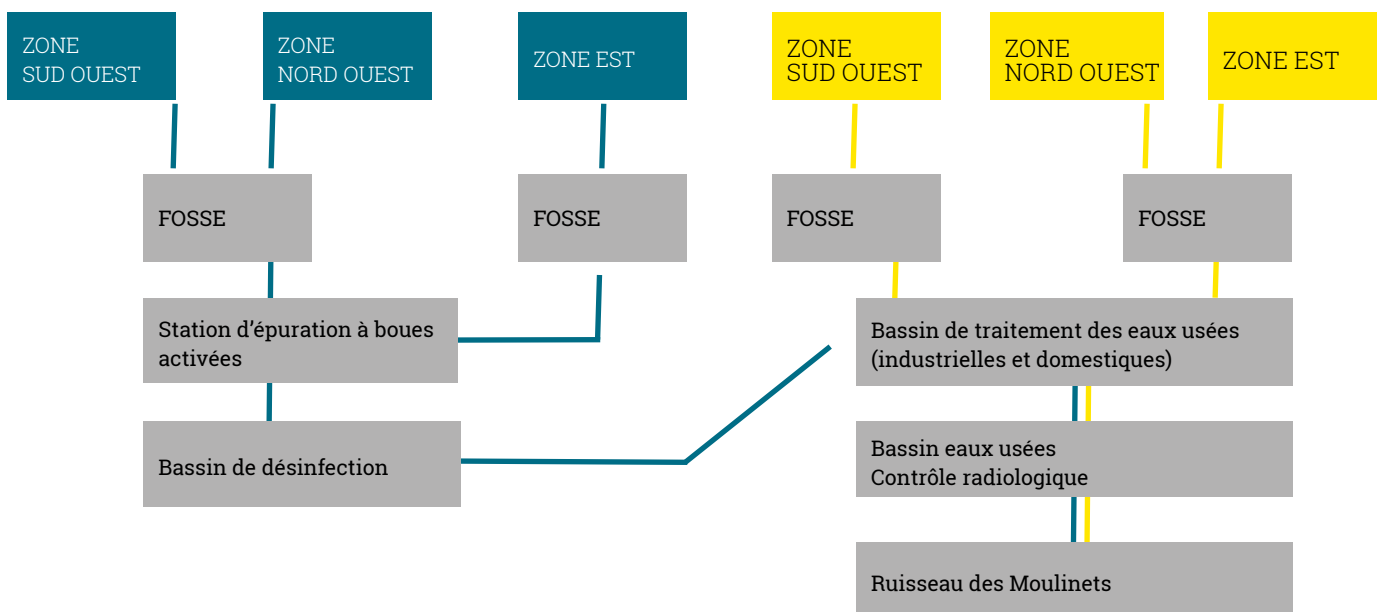 ZONE
SUD OUEST
ZONE
NORD OUEST
ZONE EST
ZONE
SUD OUEST
ZONE
NORD OUEST
ZONE EST
FOSSE
FOSSE
FOSSE
FOSSE
Station d’épuration à boues
activées
Bassin de traitement des eaux usées
(industrielles et domestiques)
Bassin de désinfection
Bassin eaux usées
Contrôle radiologique
Ruisseau des Moulinets